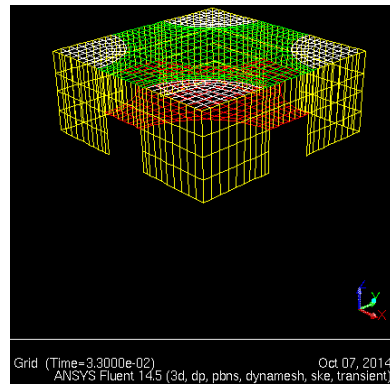 Grid (Time=3.3000e-02) Oct 07, 2014
ANSYS Fluent 14.5 (3d, dp, pbns, dynamesh, ske, transient)